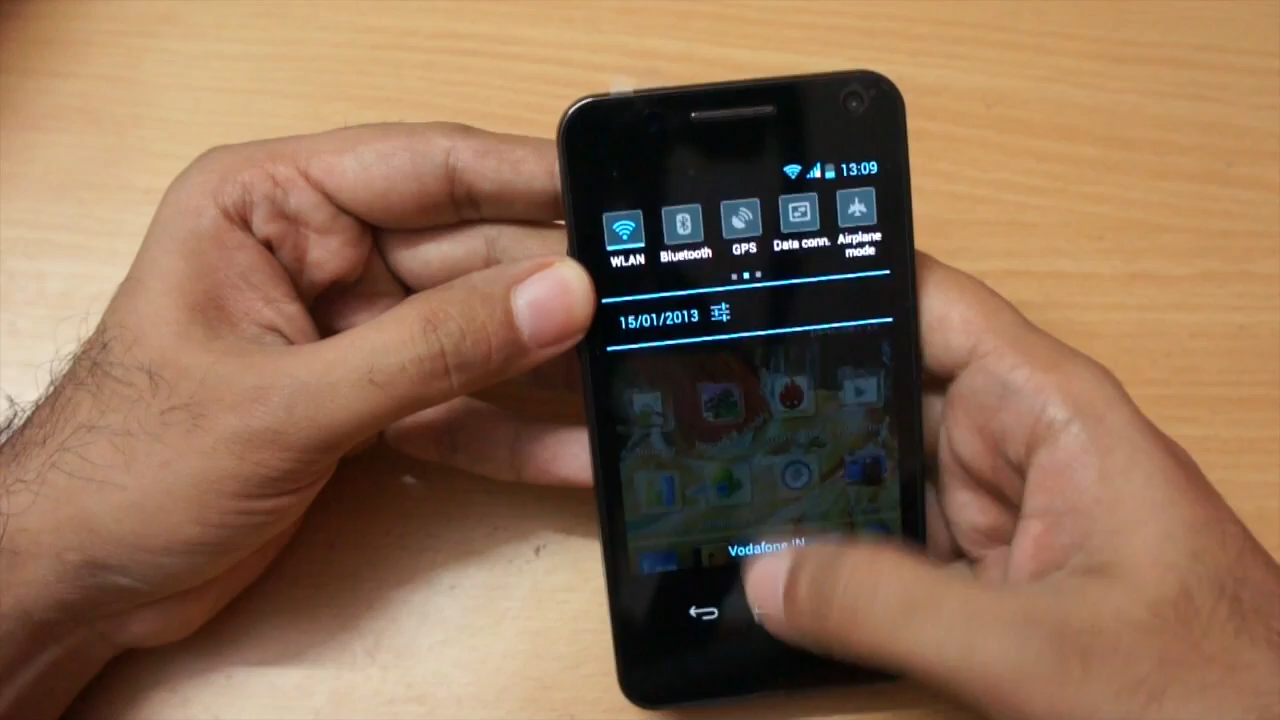 13:09
WLAN Bluetooth GPS Data conn. Airplane mode
15/01/2013
Vodafone IN